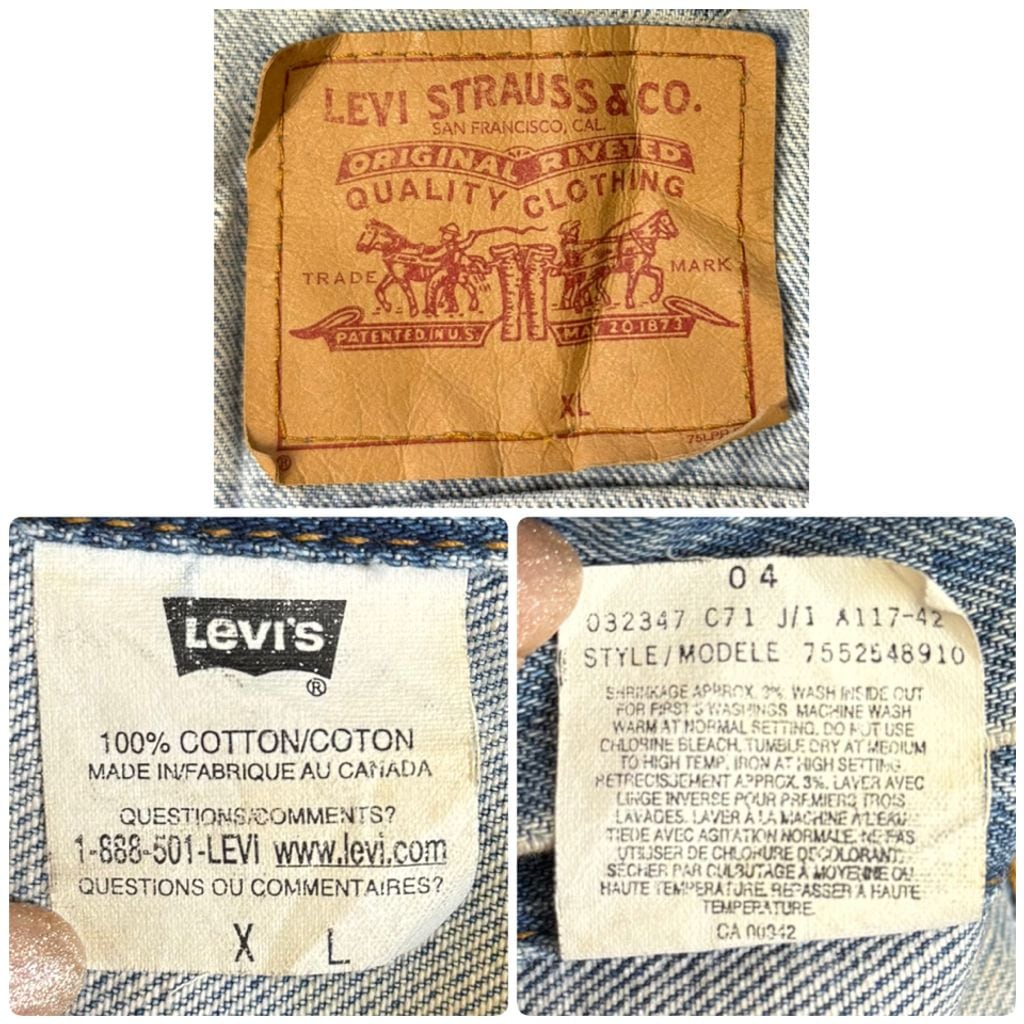 LEVI STRAUSS & CO.
SAN FRANCISCO, CAL.
ORIGINAL RIVETED
QUALITY CLOTHING
TRADE MARK
PATENTED IN U.S. MAY 20 1873
XL
®
LEVI'S
®
100% COTTON/COTON
MADE IN/FABRIQUE AU CANADA
QUESTIONS/COMMENTS?
1-888-501-LEVI www.levi.com
QUESTIONS OU COMMENTAIRES?
X L
04
032347 C71 J/1 A117-42
STYLE/MODELE 7552548910
SHRINKAGE APPROX. 3%. WASH INSIDE OUT
FOR FIRST 3 WASHINGS. MACHINE WASH
WARM AT NORMAL SETTING. DO NOT USE
CHLORINE BLEACH. TUMBLE DRY AT MEDIUM
TO HIGH TEMP. IRON AT HIGH SETTING.
RETRECISSEMENT APPROX. 3%. LAVER AVEC
LINGE INVERSE POUR PREMIERS TROIS
LAVAGES. LAVER A LA MACHINE A L'EAU
TIEDE AVEC AGITATION NORMALE. NE PAS
UTILISER DE CHLORURE DECOLORANT.
SECHER PAR CULBUTAGE A MOYENNE OU
HAUTE TEMPERATURE. REPASSER A HAUTE
TEMPERATURE.
CA 00342